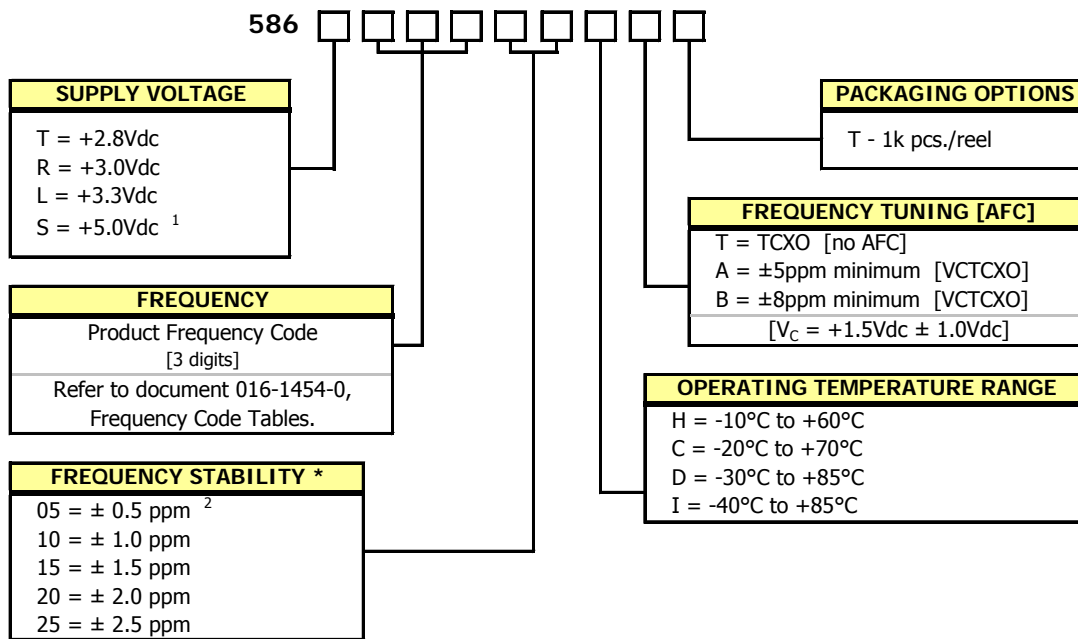 586
SUPPLY VOLTAGE
T = +2.8Vdc
R = +3.0Vdc
L = +3.3Vdc
S = +5.0Vdc 1
FREQUENCY
Product Frequency Code
[3 digits]
Refer to document 016-1454-0,
Frequency Code Tables.
FREQUENCY STABILITY *
05 = ± 0.5 ppm 2
10 = ± 1.0 ppm
15 = ± 1.5 ppm
20 = ± 2.0 ppm
25 = ± 2.5 ppm
PACKAGING OPTIONS
T - 1k pcs./reel
FREQUENCY TUNING [AFC]
T = TCXO [no AFC]
A = ±5ppm minimum [VCTCXO]
B = ±8ppm minimum [VCTCXO]
[VC = +1.5Vdc ± 1.0Vdc]
OPERATING TEMPERATURE RANGE
H = -10°C to +60°C
C = -20°C to +70°C
D = -30°C to +85°C
I = -40°C to +85°C